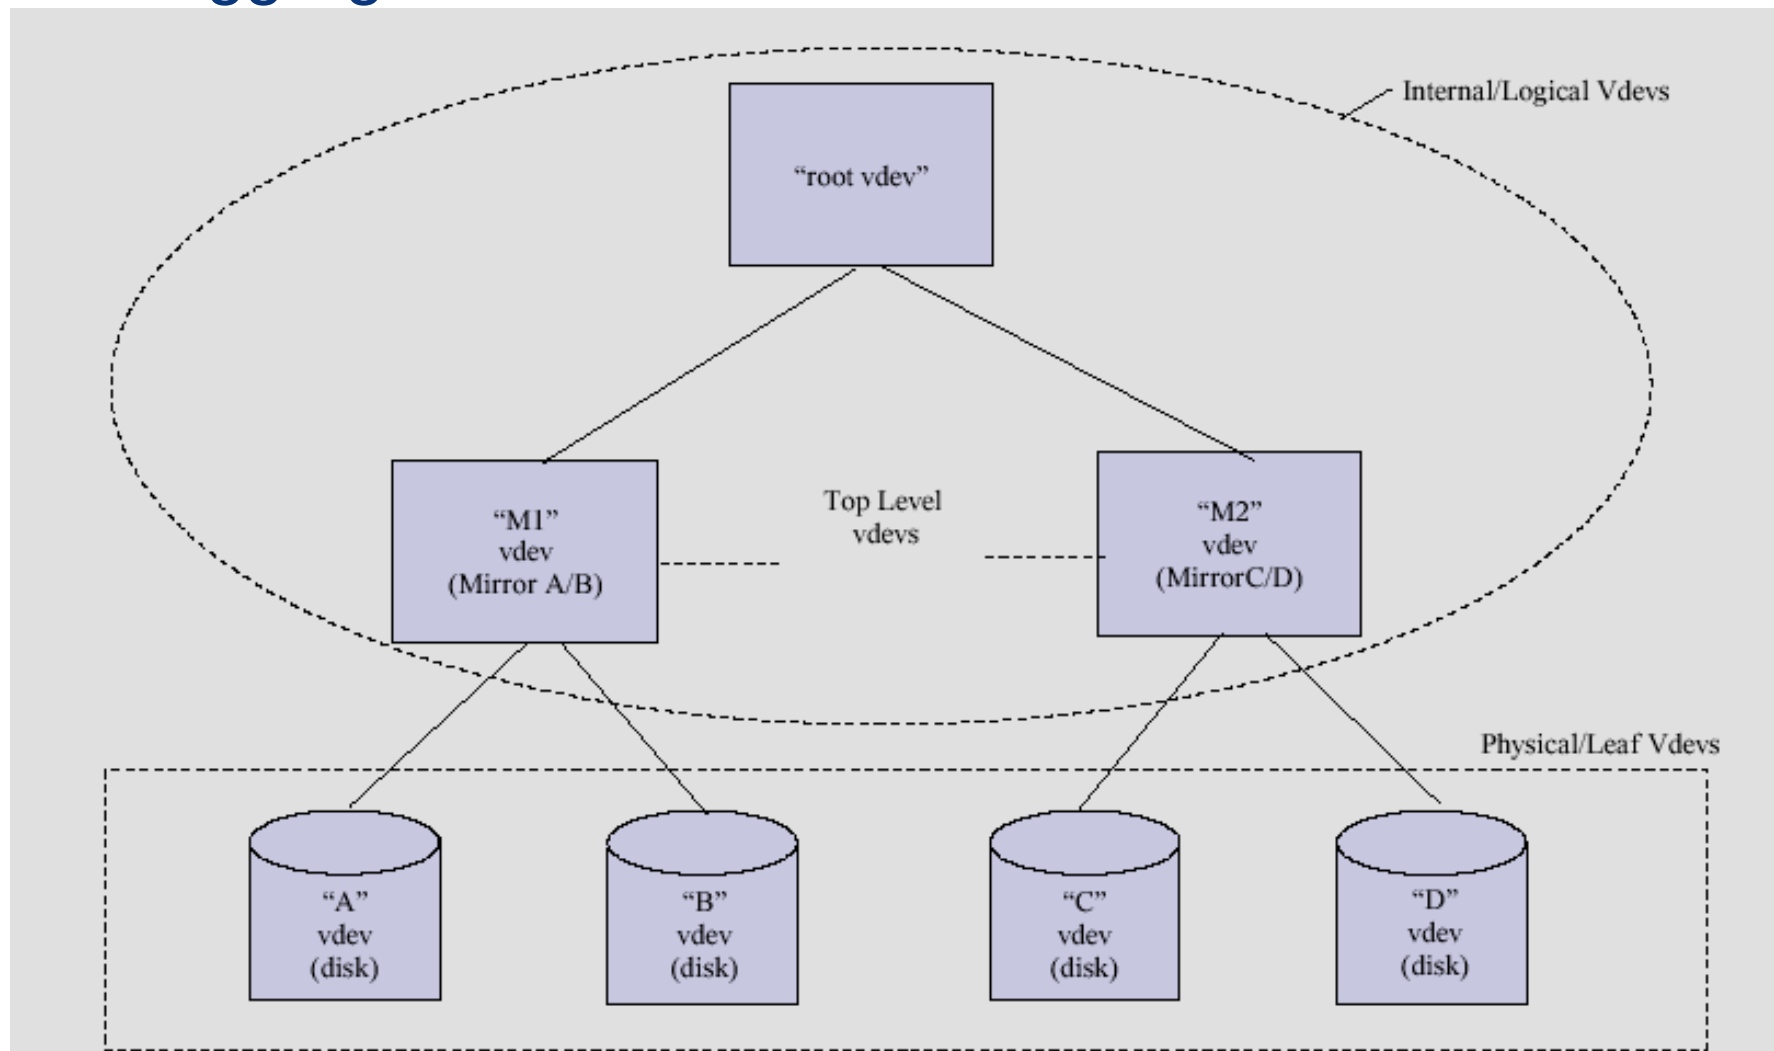 Internal/Logical Vdevs
“root vdev”
“M1”
vdev
(Mirror A/B)
Top Level
vdevs
“M2”
vdev
(MirrorC/D)
Physical/Leaf Vdevs
“A”
vdev
(disk)
“B”
vdev
(disk)
“C”
vdev
(disk)
“D”
vdev
(disk)